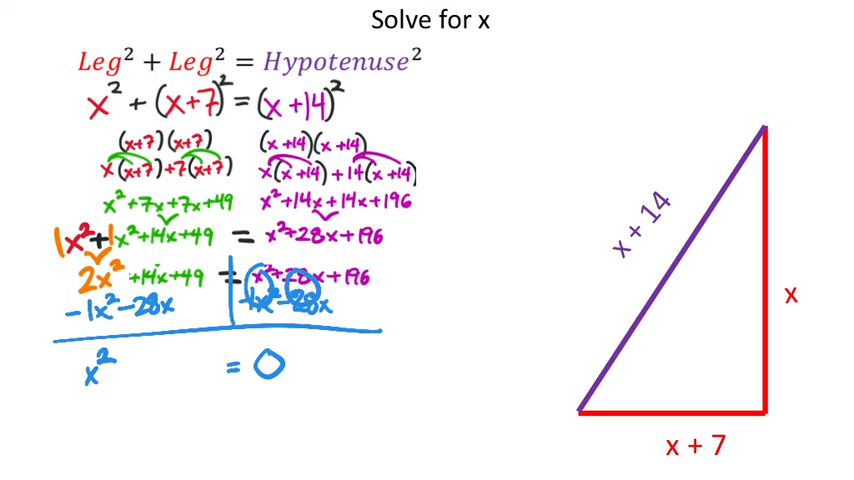 Solve for x
Leg² + Leg² = Hypotenuse²
x² + (x+7)² = (x+14)²
(x+7)(x+7) (x+14)(x+14)
x(x+7)+7(x+7) x(x+14)+14(x+14)
x²+7x+7x+49 x²+14x+14x+196
1x²+1x²+14x+49 = x²+28x+196
2x² +14x+49 = x²+28x+196
-1x²-28x -1x²-28x
x² = 0
x + 14
x
x + 7